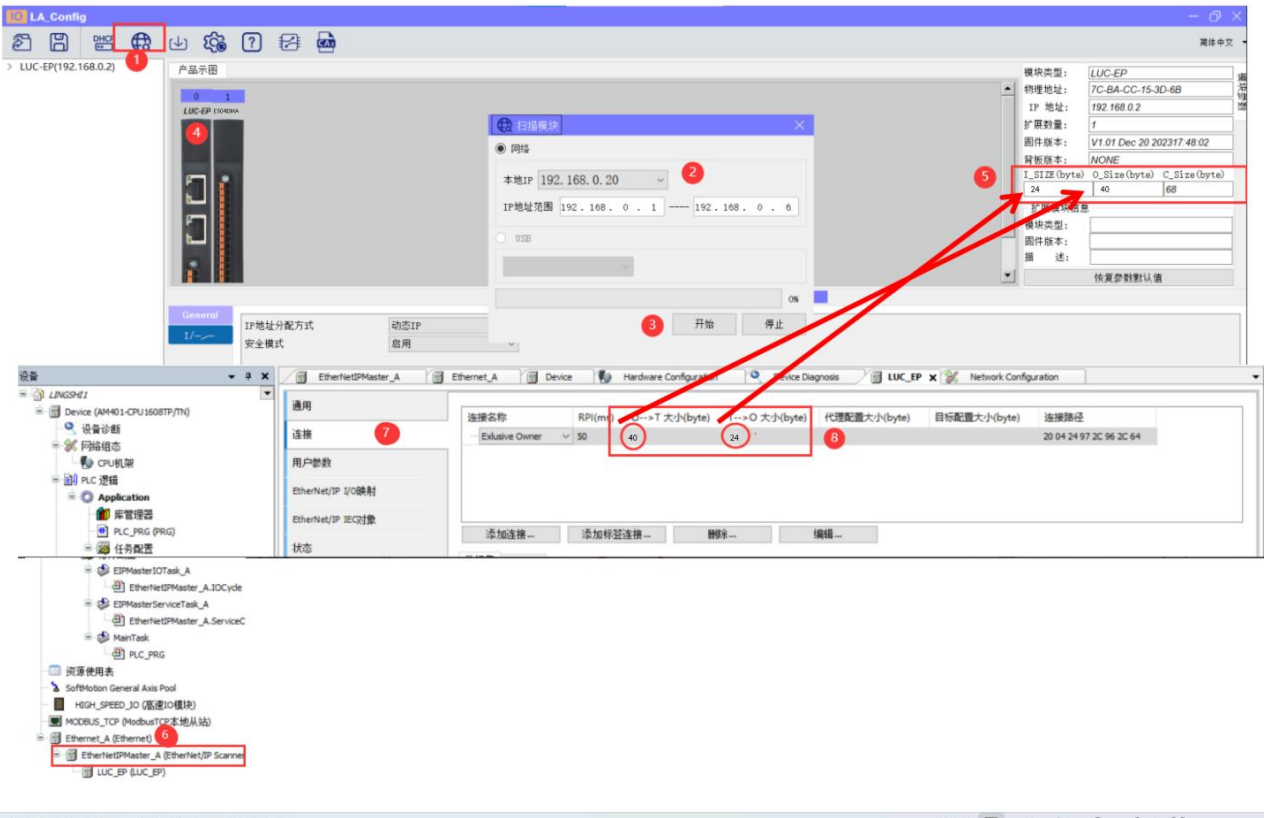 IO LA_Config
DHCP
CAN
简体中文
1
> LUC-EP(192.168.0.2)
产品示图
0 1
LUC-EP ES04DHA
4
扫描模块
网络
本地IP 192.168.0.20
2
IP地址范围 192.168. 0 . 1 ---- 192.168. 0 . 6
USB
0%
3
开始
停止
模块类型: LUC-EP
物理地址: 7C-BA-CC-15-3D-6B
IP 地址: 192.168.0.2
扩展数量: 1
固件版本: V1.01 Dec 20 202317:48:02
背板版本: NONE
5
I_SIZE(byte) O_Size(byte) C_Size(byte)
24 40 68
扩展模块信息
模块类型:
固件版本:
描 述:
恢复参数默认值
General
IP地址分配方式 动态IP
安全模式 启用
设备
LINGSHI1
Device (AM401-CPU1608TP/TN)
设备诊断
网络组态
CPU机架
PLC 逻辑
Application
库管理器
PLC_PRG (PRG)
任务配置
EIPMasterIOTask_A
EtherNetIPMaster_A.IOCycle
EIPMasterServiceTask_A
EtherNetIPMaster_A.ServiceC
MainTask
PLC_PRG
资源使用表
SoftMotion General Axis Pool
HIGH_SPEED_IO (高速IO模块)
MODBUS_TCP (ModbusTCP本地从站)
Ethernet_A (Ethernet)
6
EtherNetIPMaster_A (EtherNet/IP Scanner
LUC_EP (LUC_EP)
EtherNetIPMaster_A Ethernet_A Device Hardware Configuration Device Diagnosis LUC_EP Network Configuration
通用
连接
7
用户参数
EtherNet/IP I/O映射
EtherNet/IP IEC对象
状态
连接名称 RPI(ms) O-->T 大小(byte) T-->O 大小(byte) 代理配置大小(byte) 目标配置大小(byte) 连接路径
Exlusive Owner 50 40 24 8 20 04 24 97 2C 96 2C 64
添加连接... 添加标签连接... 删除... 编辑...